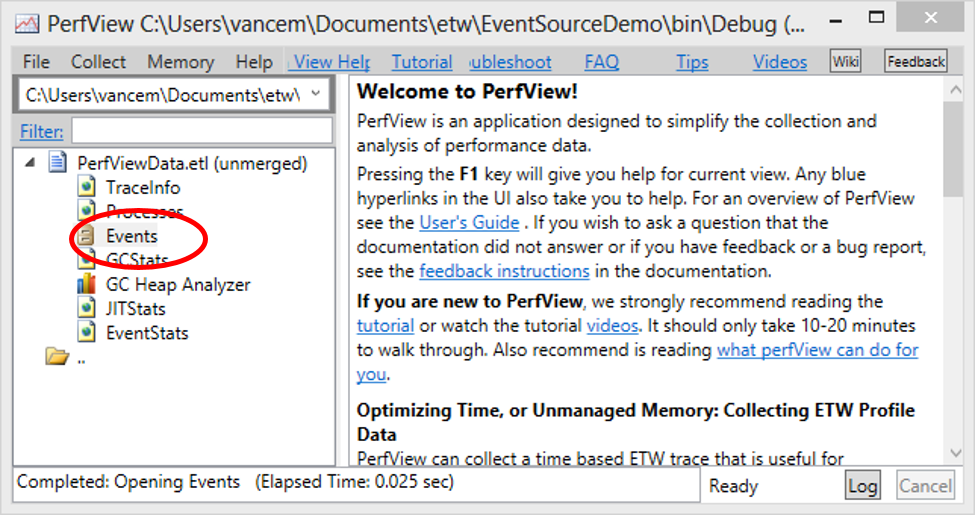 PerfView C:\Users\vancem\Documents\etw\EventSourceDemo\bin\Debug (...
File Collect Memory Help View Help Tutorial oubleshoot FAQ Tips Videos Wiki Feedback
C:\Users\vancem\Documents\etw\
Filter:
PerfViewData.etl (unmerged)
TraceInfo
Processes
Events
GCStats
GC Heap Analyzer
JITStats
EventStats
..
Welcome to PerfView!
PerfView is an application designed to simplify the collection and
analysis of performance data.
Pressing the F1 key will give you help for current view. Any blue
hyperlinks in the UI also take you to help. For an overview of PerfView
see the User's Guide . If you wish to ask a question that the
documentation did not answer or if you have feedback or a bug report,
see the feedback instructions in the documentation.
If you are new to PerfView, we strongly recommend reading the
tutorial or watch the tutorial videos. It should only take 10-20 minutes
to walk through. Also recommend is reading what perfView can do for
you.
Optimizing Time, or Unmanaged Memory: Collecting ETW Profile
Data
PerfView can collect a time based ETW trace that is useful for
Completed: Opening Events (Elapsed Time: 0.025 sec)
Ready
Log
Cancel